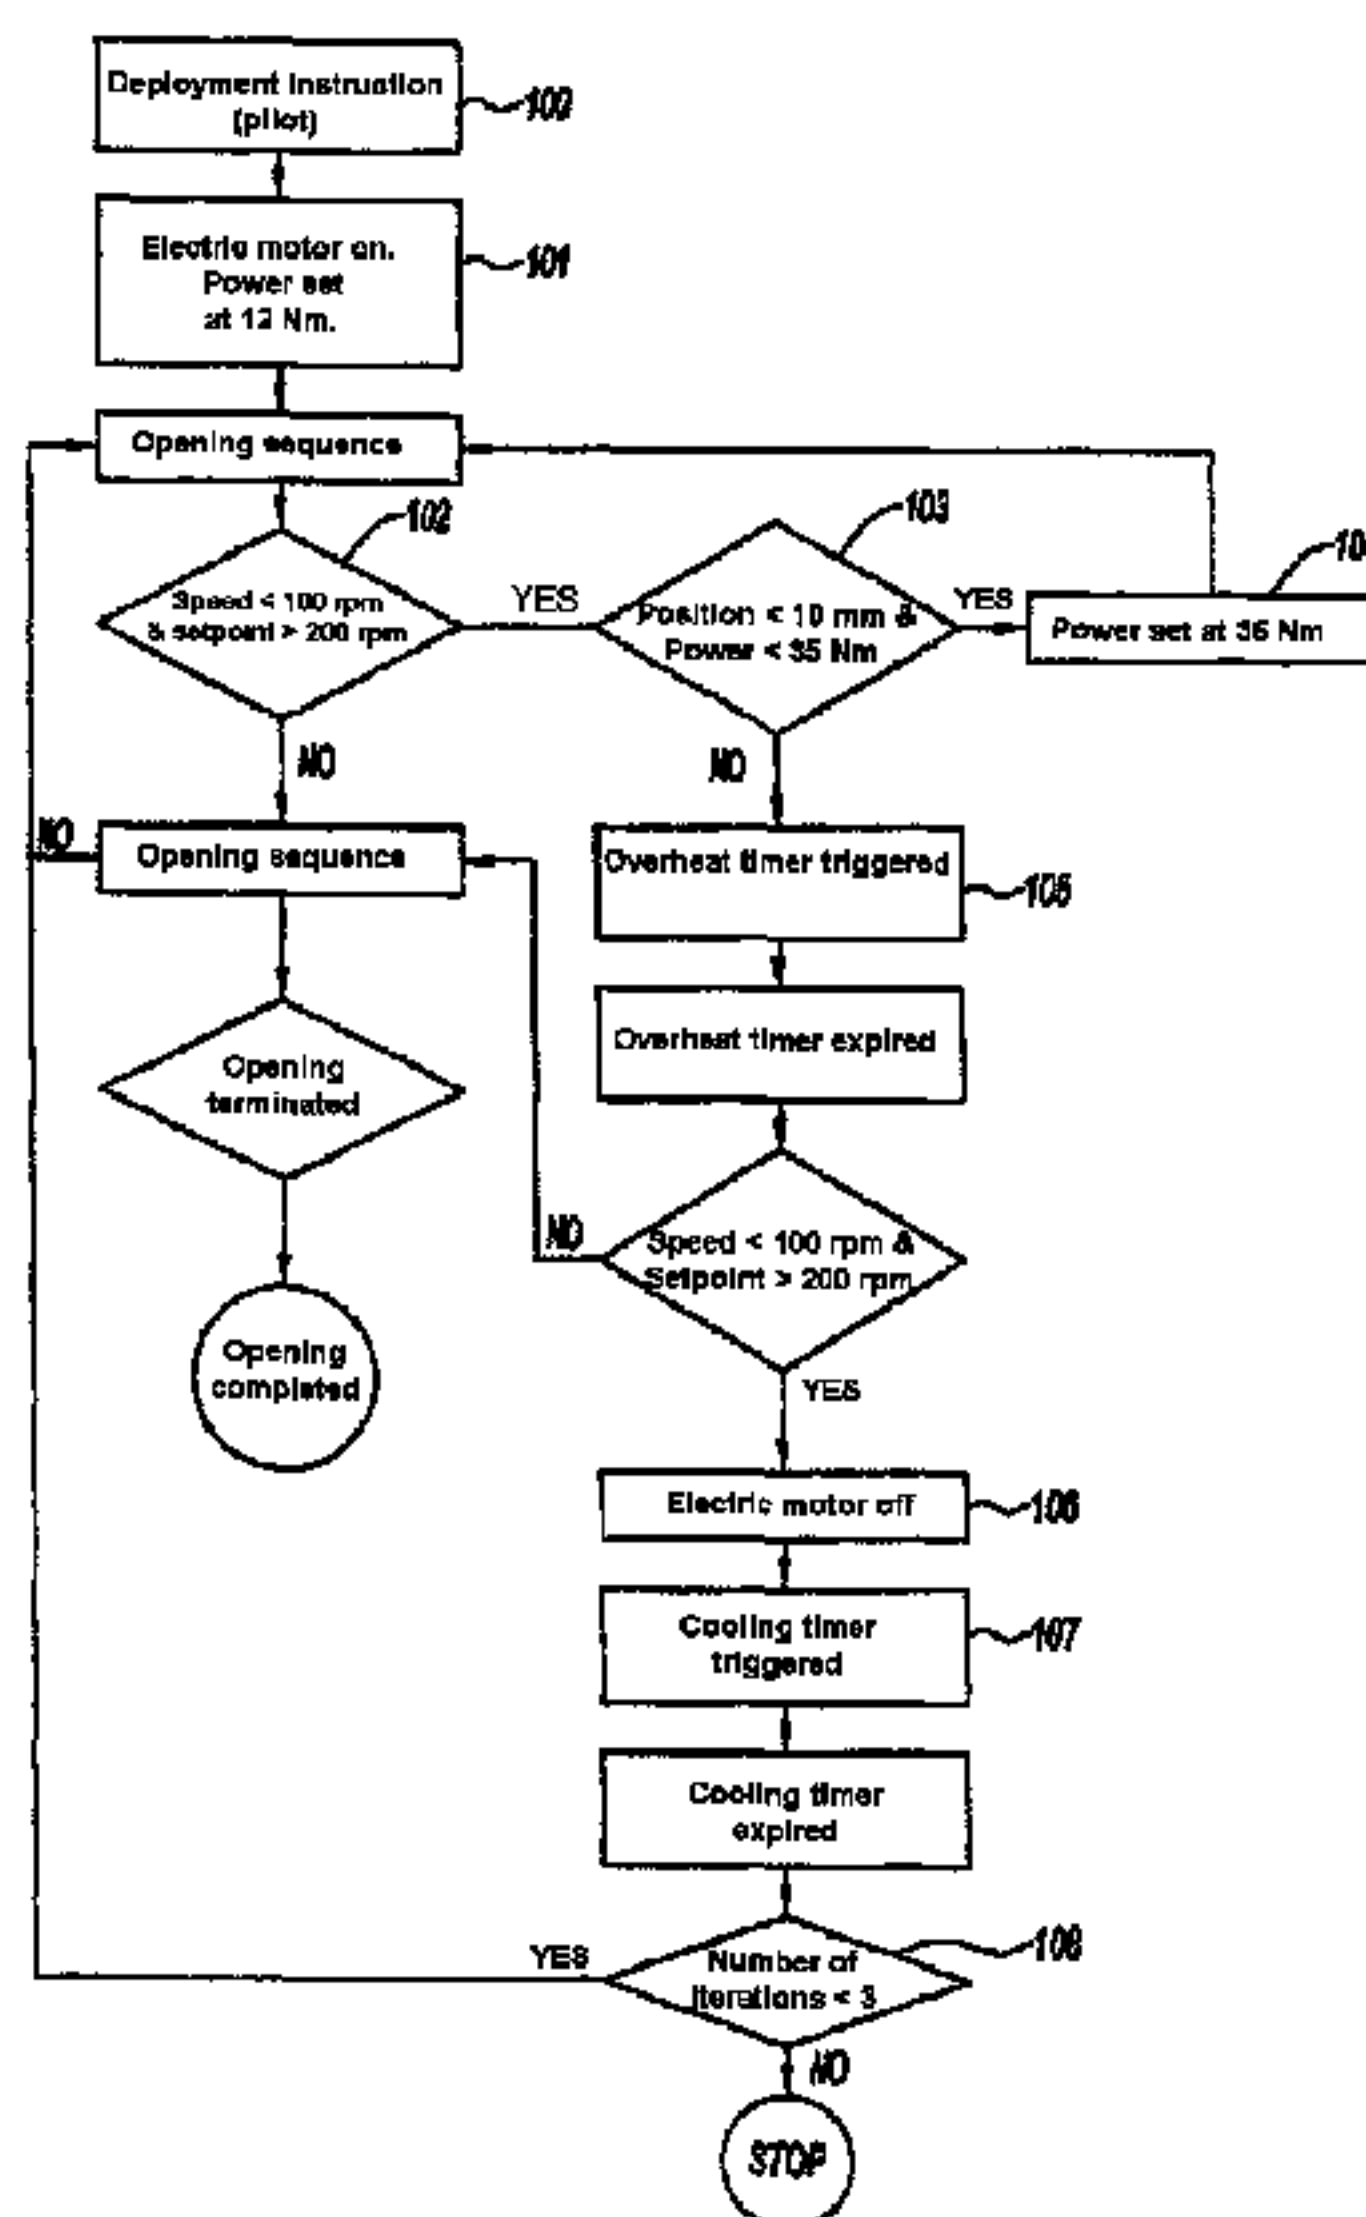 Deployment instruction
(pilot)
100
Electric motor on.
Power set
at 12 Nm.
101
Opening sequence
102
Speed < 100 rpm
& setpoint > 200 rpm
YES
103
Position < 10 mm &
Power < 35 Nm
YES
Power set at 35 Nm
NO
NO
NO
Opening sequence
Overheat timer triggered
105
Overheat timer expired
Opening
terminated
NO
Speed < 100 rpm &
Setpoint > 200 rpm
YES
Opening
completed
Electric motor off
106
Cooling timer
triggered
107
Cooling timer
expired
YES
Number of
iterations < 3
108
NO
STOP